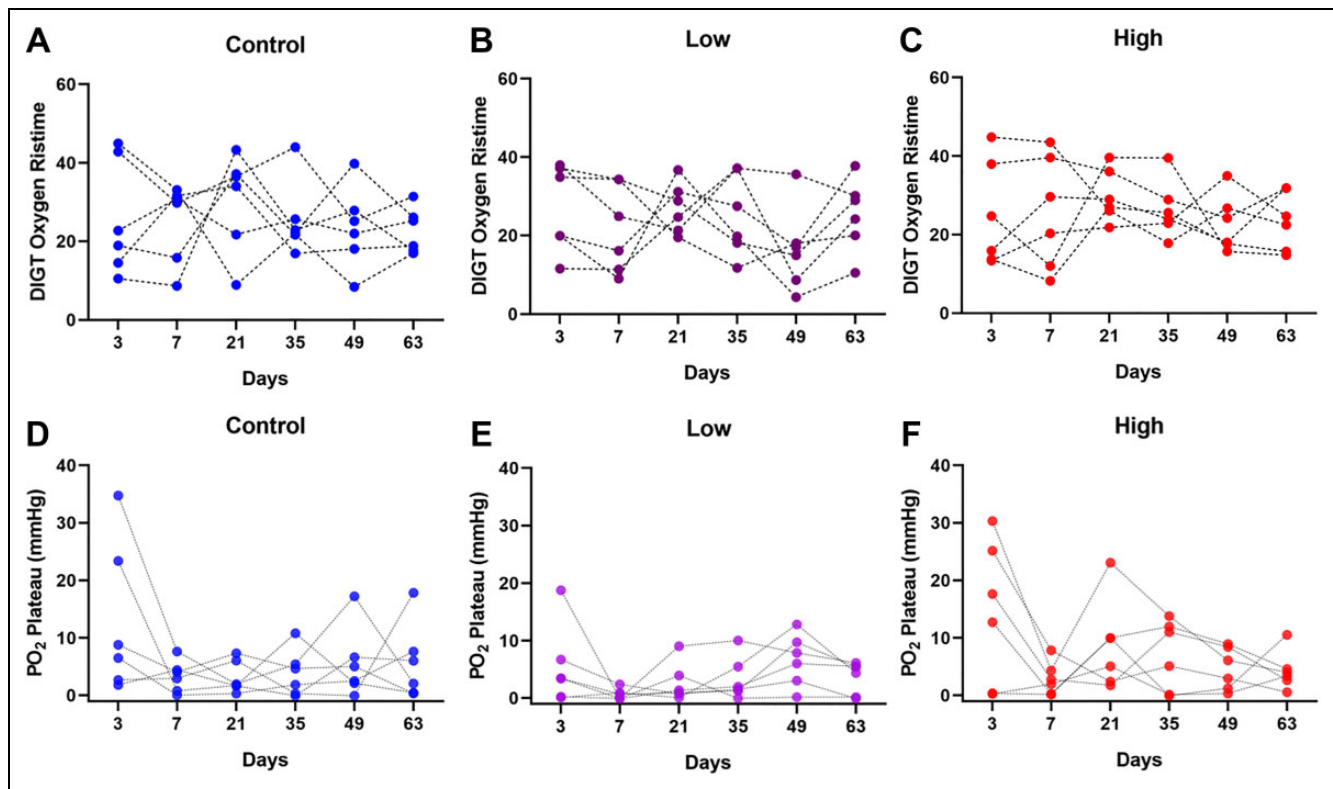 A
Control
DIGT Oxygen Ristime
60
40
20
0
3 7 21 35 49 63
Days
B
Low
DIGT Oxygen Ristime
60
40
20
0
3 7 21 35 49 63
Days
C
High
DIGT Oxygen Ristime
60
40
20
0
3 7 21 35 49 63
Days
D
Control
PO₂ Plateau (mmHg)
40
30
20
10
0
3 7 21 35 49 63
Days
E
Low
PO₂ Plateau (mmHg)
40
30
20
10
0
3 7 21 35 49 63
Days
F
High
PO₂ Plateau (mmHg)
40
30
20
10
0
3 7 21 35 49 63
Days